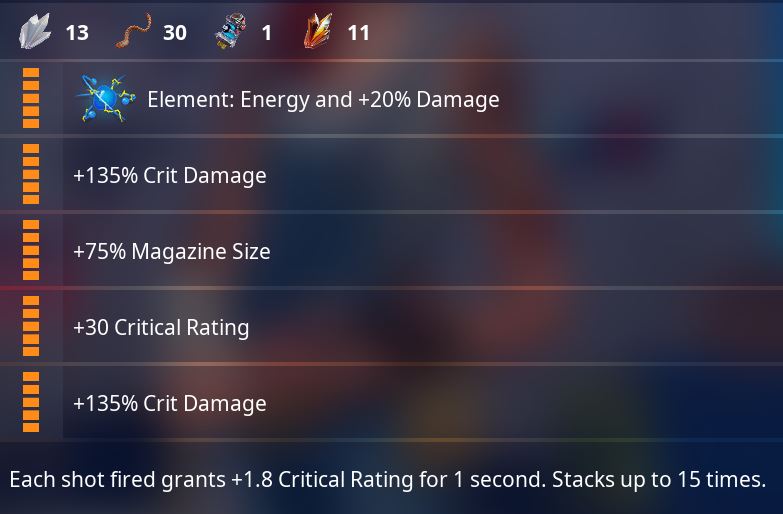 13 30 1 11
Element: Energy and +20% Damage
+135% Crit Damage
+75% Magazine Size
+30 Critical Rating
+135% Crit Damage
Each shot fired grants +1.8 Critical Rating for 1 second. Stacks up to 15 times.